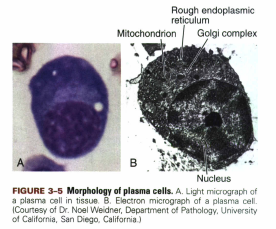 Rough endoplasmic
reticulum
Mitochondrion
Golgi complex
A
B
Nucleus
FIGURE 3–5 Morphology of plasma cells. A. Light micrograph of
a plasma cell in tissue. B. Electron micrograph of a plasma cell.
(Courtesy of Dr. Noel Weidner, Department of Pathology, University
of California, San Diego, California.)